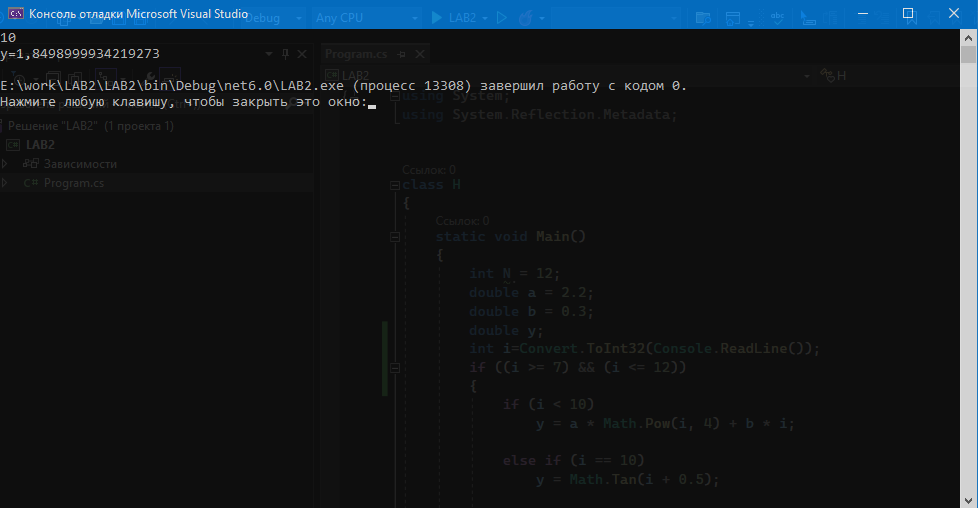 Консоль отладки Microsoft Visual Studio
Debug
Any CPU
LAB2
10
y=1,8498999934219273
E:\work\LAB2\LAB2\bin\Debug\net6.0\LAB2.exe (процесс 13308) завершил работу с кодом 0.
Нажмите любую клавишу, чтобы закрыть это окно:
Решение "LAB2" (1 проекта 1)
LAB2
Зависимости
C# Program.cs
Program.cs
LAB2
H
using System;
using System.Reflection.Metadata;
Ссылок: 0
class H
{
Ссылок: 0
static void Main()
{
int N = 12;
double a = 2.2;
double b = 0.3;
double y;
int i=Convert.ToInt32(Console.ReadLine());
if ((i >= 7) && (i <= 12))
{
if (i < 10)
y = a * Math.Pow(i, 4) + b * i;
else if (i == 10)
y = Math.Tan(i + 0.5);